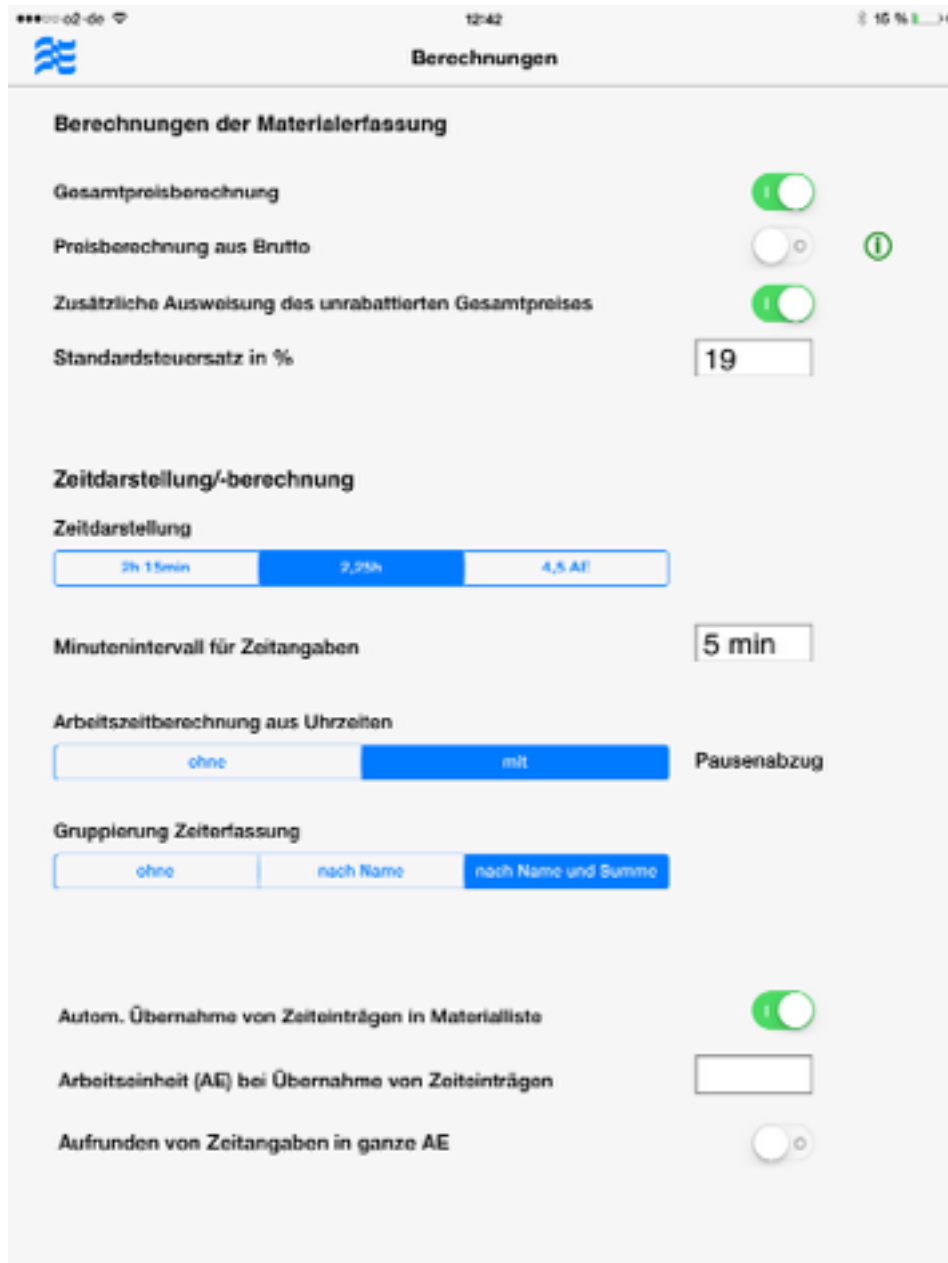 o2-de 12:42 15 %
Berechnungen
Berechnungen der Materialerfassung
Gesamtpreisberechnung
Preisberechnung aus Brutto
Zusätzliche Ausweisung des unrabattierten Gesamtpreises
Standardsteuersatz in % 19
Zeitdarstellung/-berechnung
Zeitdarstellung
2h 15min 2,25h 4,5 AE
Minutenintervall für Zeitangaben 5 min
Arbeitszeitberechnung aus Uhrzeiten
ohne mit Pausenabzug
Gruppierung Zeiterfassung
ohne nach Name nach Name und Summe
Autom. Übernahme von Zeiteinträgen in Materialliste
Arbeitseinheit (AE) bei Übernahme von Zeiteinträgen
Aufrunden von Zeitangaben in ganze AE